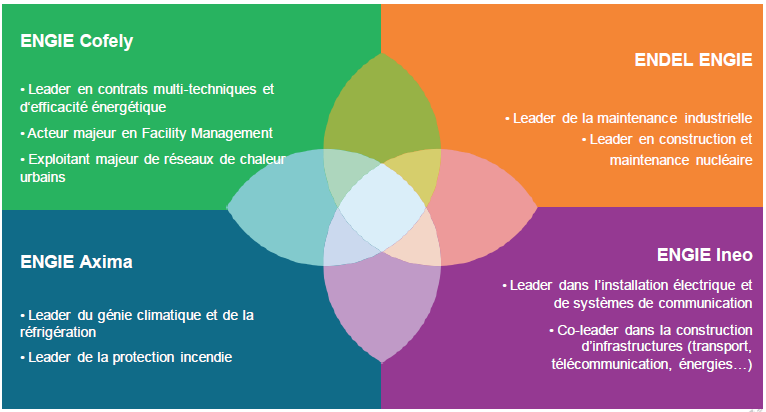 ENGIE Cofely
• Leader en contrats multi-techniques et
d'efficacité énergétique
• Acteur majeur en Facility Management
• Exploitant majeur de réseaux de chaleur
urbains
ENDEL ENGIE
• Leader de la maintenance industrielle
• Leader en construction et
maintenance nucléaire
ENGIE Axima
• Leader du génie climatique et de la
réfrigération
• Leader de la protection incendie
ENGIE Ineo
• Leader dans l'installation électrique et
de systèmes de communication
• Co-leader dans la construction
d'infrastructures (transport,
télécommunication, énergies…)